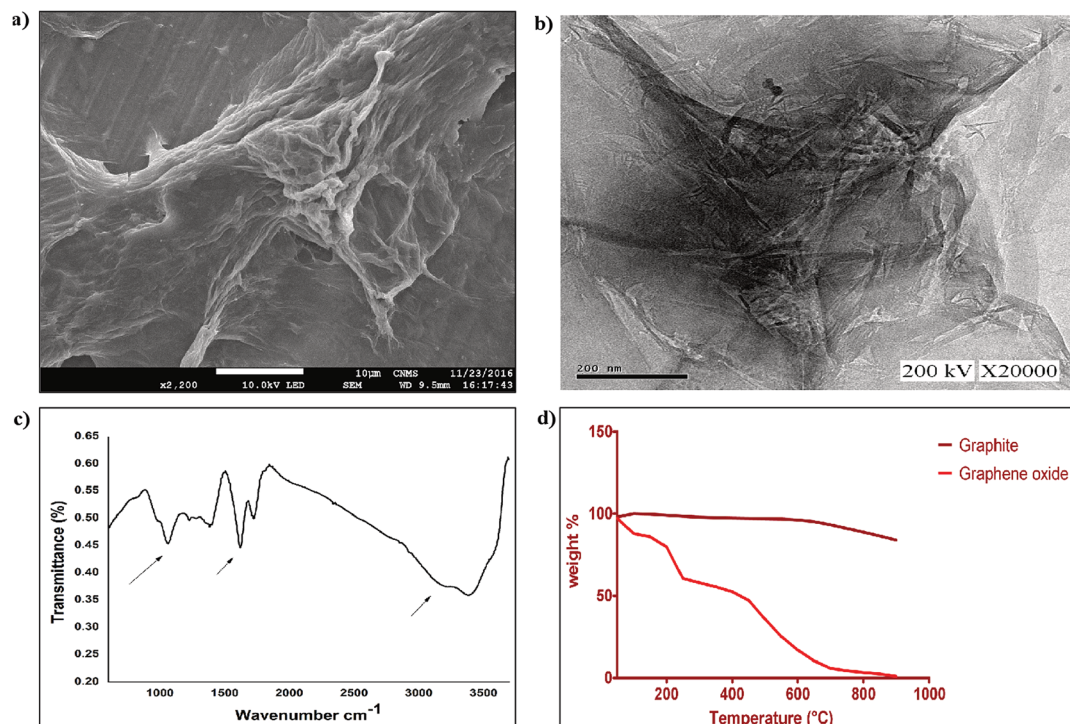 a)
10µm CNMS 11/23/2016
x2,200 10.0kV LED SEM WD 9.5mm 16:17:43
b)
200 nm
200 kV X20000
c)
0.65
0.60
0.55
0.50
0.45
0.40
0.35
0.30
0.25
0.20
Transmittance (%)
1000 1500 2000 2500 3000 3500
Wavenumber cm-1
d)
150
100
50
0
weight %
Graphite
Graphene oxide
200 400 600 800 1000
Temperature (°C)